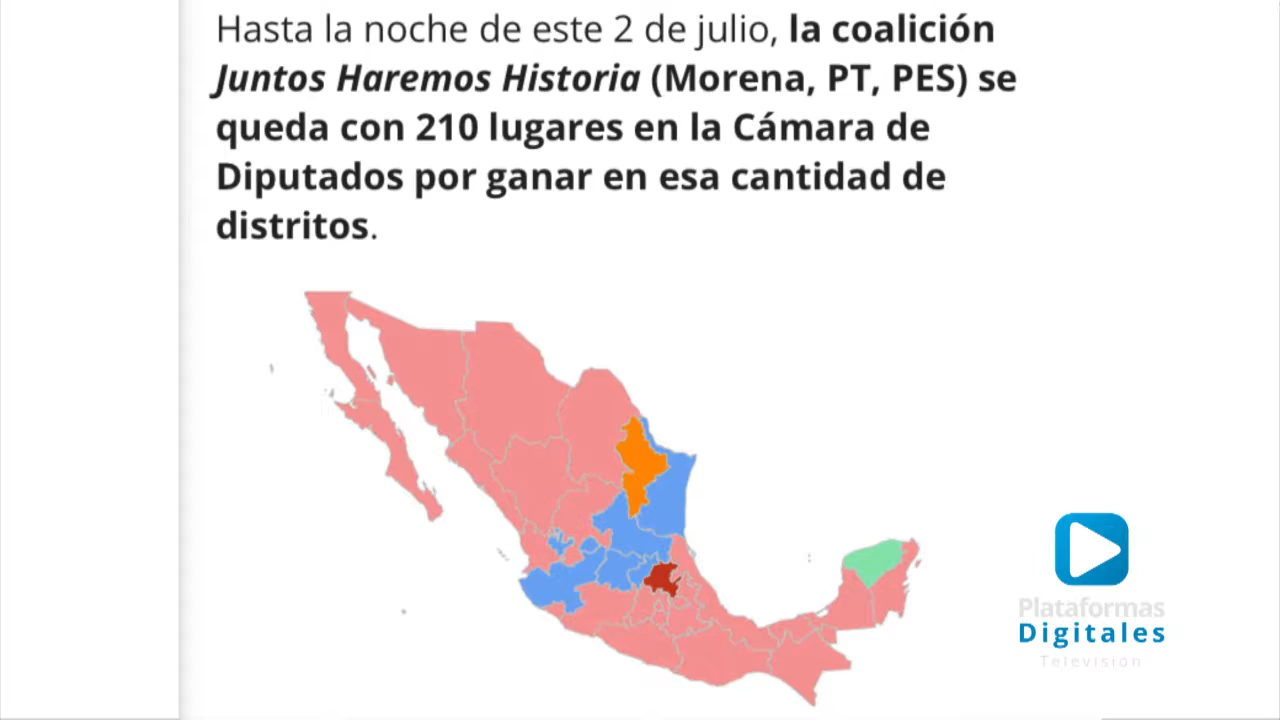 Hasta la noche de este 2 de julio, la coalición
Juntos Haremos Historia (Morena, PT, PES) se
queda con 210 lugares en la Cámara de
Diputados por ganar en esa cantidad de
distritos.
Plataformas
Digitales
Televisión